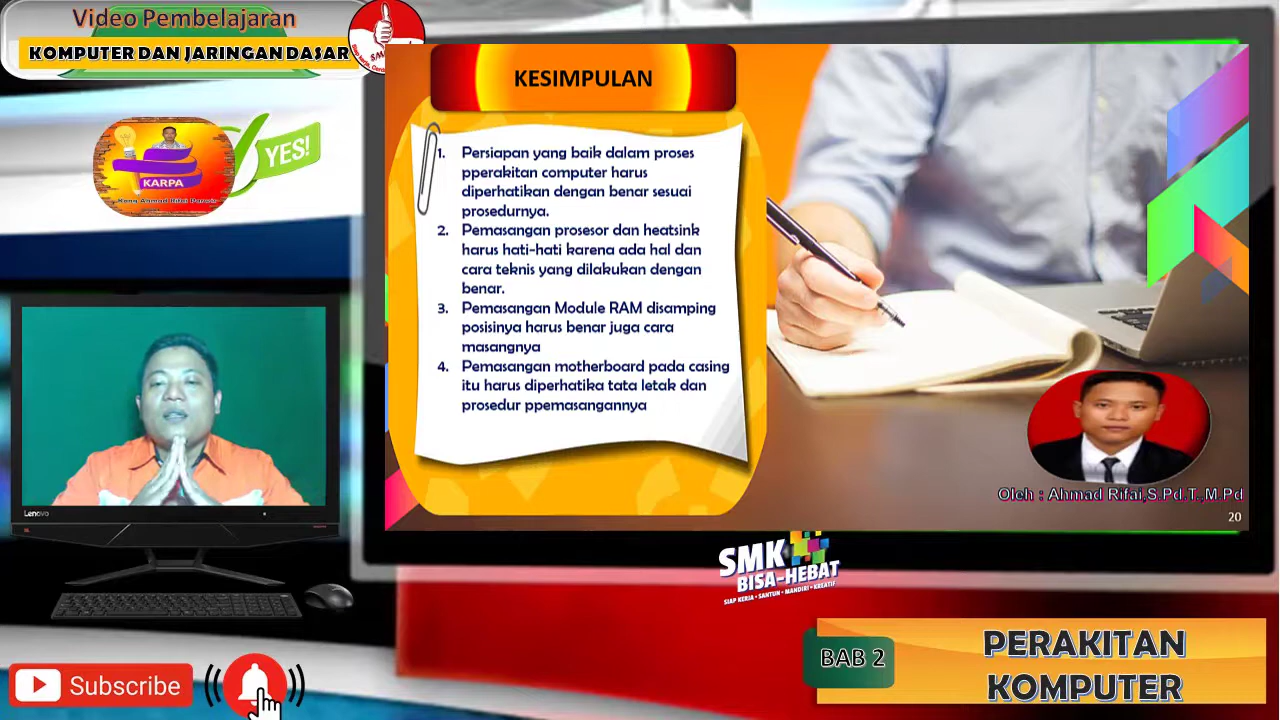 Video Pembelajaran
KOMPUTER DAN JARINGAN DASAR
YES!
KARPA
Kang Ahmad Rifai Parwis
KESIMPULAN
1. Persiapan yang baik dalam proses
pperakitan computer harus
diperhatikan dengan benar sesuai
prosedurnya.
2. Pemasangan prosesor dan heatsink
harus hati-hati karena ada hal dan
cara teknis yang dilakukan dengan
benar.
3. Pemasangan Module RAM disamping
posisinya harus benar juga cara
masangnya
4. Pemasangan motherboard pada casing
itu harus diperhatika tata letak dan
prosedur ppemasangannya
Oleh : Ahmad Rifai,S.Pd.T.,M.Pd
20
Lenovo
SMK
BISA-HEBAT
SIAP KERJA • SANTUN • MANDIRI • KREATIF
BAB 2
PERAKITAN
KOMPUTER
Subscribe